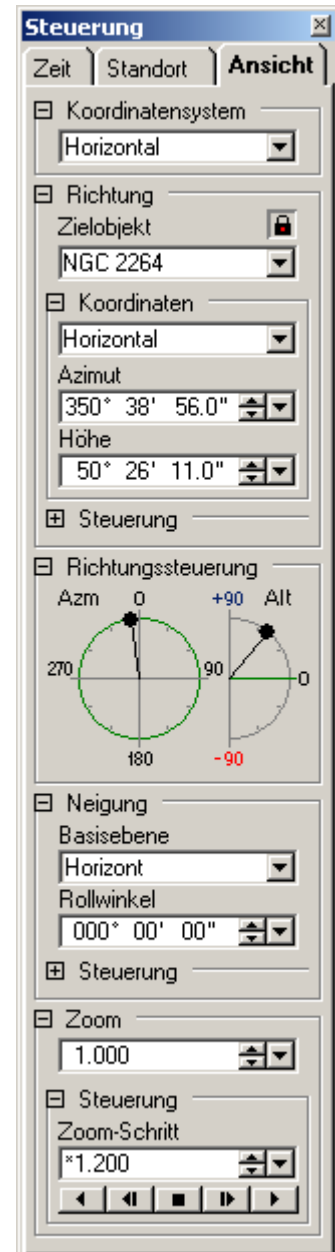 Steuerung
Zeit Standort Ansicht
Koordinatensystem
Horizontal
Richtung
Zielobjekt
NGC 2264
Koordinaten
Horizontal
Azimut
350° 38' 56.0"
Höhe
50° 26' 11.0"
Steuerung
Richtungssteuerung
Azm 0 +90 Alt
270 90 0
180 -90
Neigung
Basisebene
Horizont
Rollwinkel
000° 00' 00"
Steuerung
Zoom
1.000
Steuerung
Zoom-Schritt
*1.200